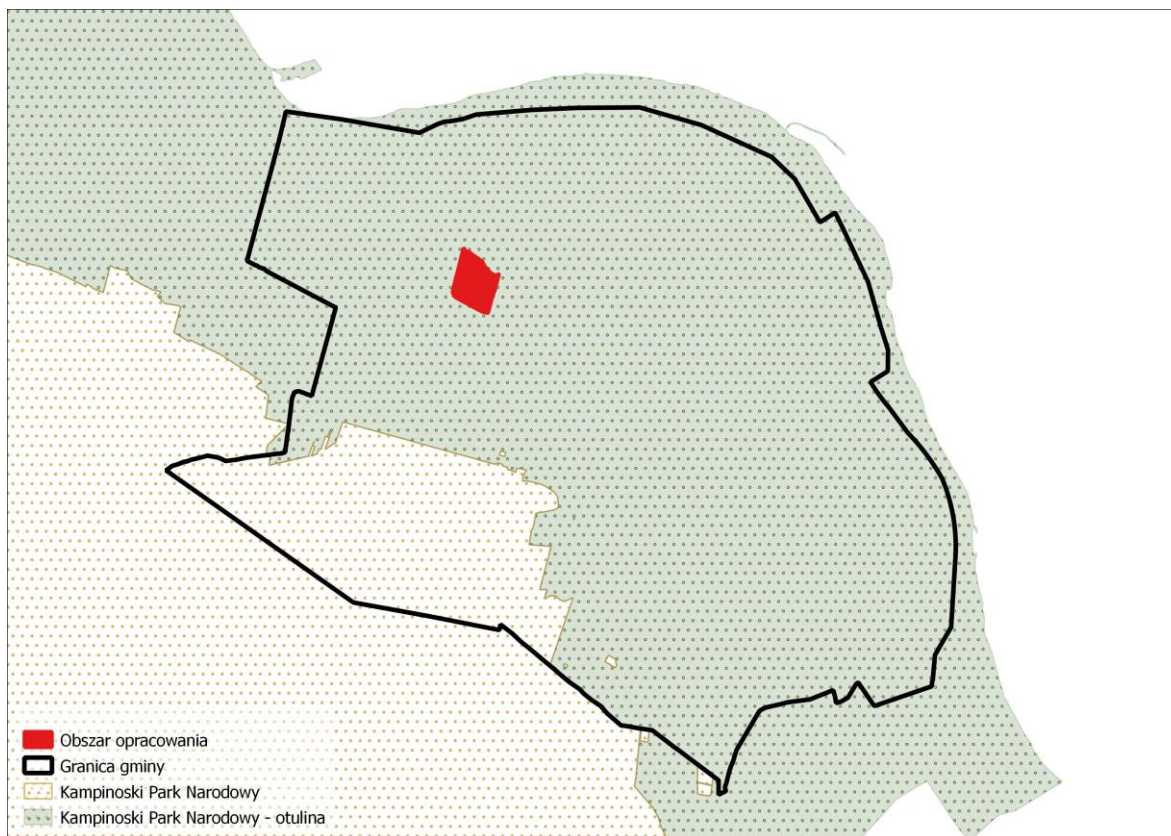 Obszar opracowania
Granica gminy
Kampinoski Park Narodowy
Kampinoski Park Narodowy - otulina